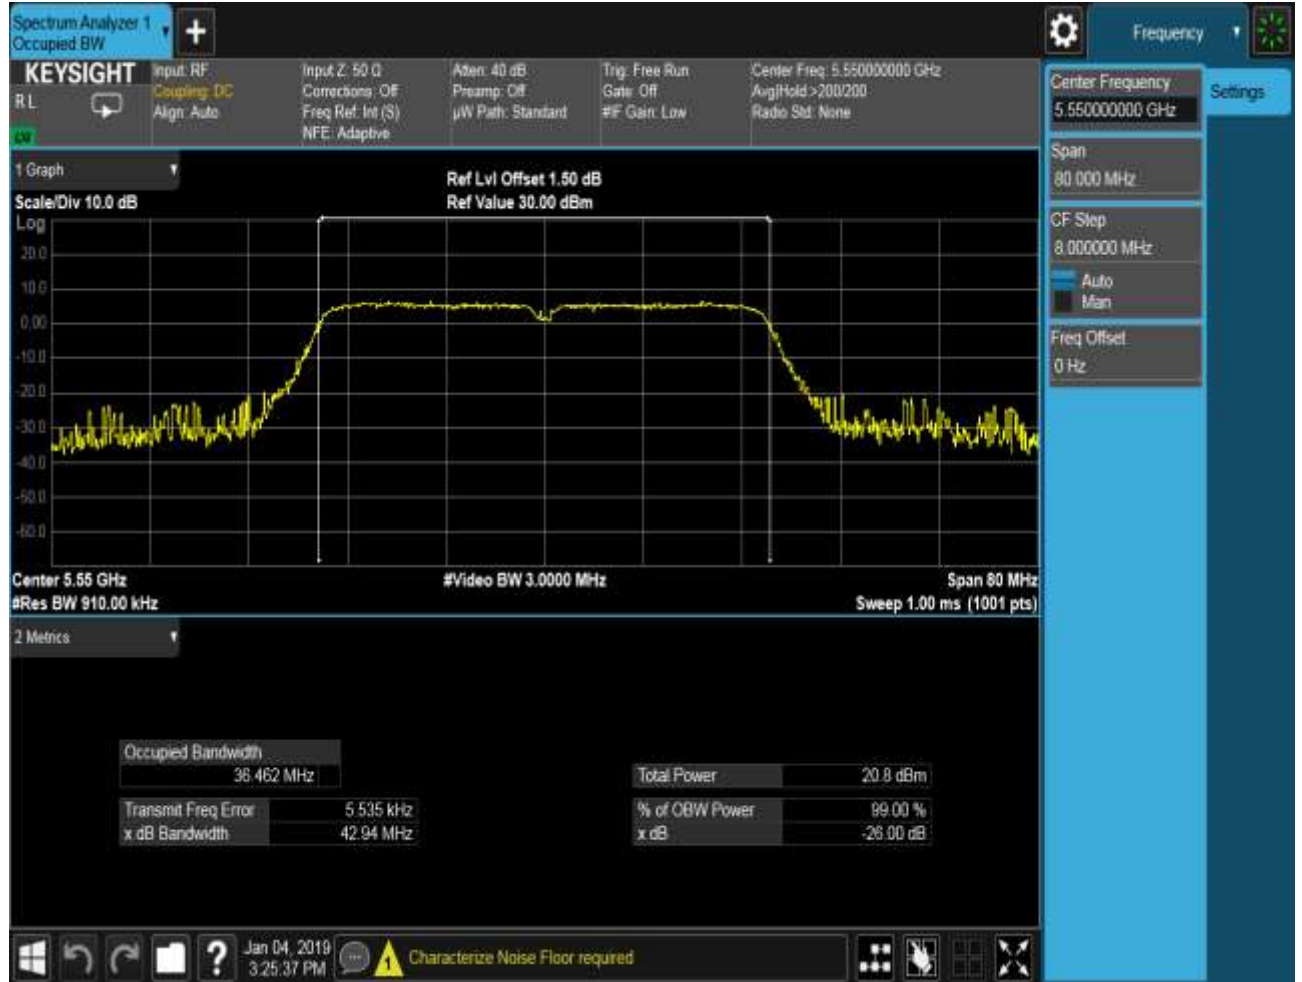 Spectrum Analyzer 1
Occupied BW
Frequency
KEYSIGHT
RL
Input: RF
Coupling: DC
Align: Auto
Input Z: 50 Ω
Corrections: Off
Freq Ref: Int (S)
NFE: Adaptive
Atten: 40 dB
Preamp: Off
µW Path: Standard
Trig: Free Run
Gate: Off
#IF Gain: Low
Center Freq: 5.550000000 GHz
Avg|Hold:>200/200
Radio Std: None
Center Frequency
5.550000000 GHz
Settings
Span
80.000 MHz
CF Step
8.000000 MHz
Auto
Man
Freq Offset
0 Hz
1 Graph
Scale/Div 10.0 dB
Ref Lvl Offset 1.50 dB
Ref Value 30.00 dBm
Log
20.0
10.0
0.00
-10.0
-20.0
-30.0
-40.0
-50.0
-60.0
Center 5.55 GHz
#Res BW 910.00 kHz
#Video BW 3.0000 MHz
Span 80 MHz
Sweep 1.00 ms (1001 pts)
2 Metrics
Occupied Bandwidth
36.462 MHz
Transmit Freq Error 5.535 kHz
x dB Bandwidth 42.94 MHz
Total Power 20.8 dBm
% of OBW Power 99.00 %
x dB -26.00 dB
?
Jan 04, 2019
3:25:37 PM
1
Characterize Noise Floor required